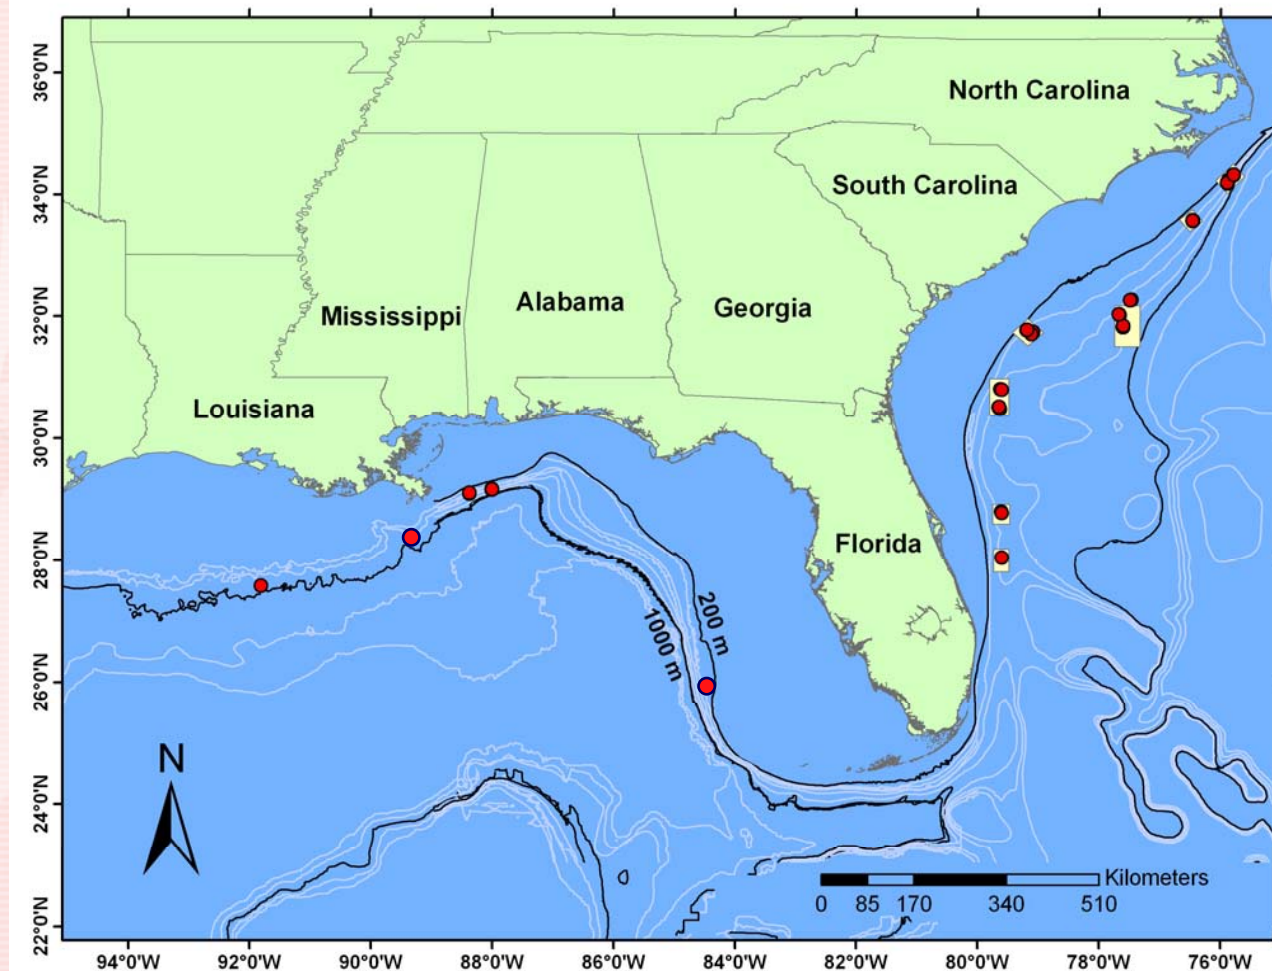 36°0'N
34°0'N
32°0'N
30°0'N
28°0'N
26°0'N
24°0'N
22°0'N
North Carolina
South Carolina
Mississippi
Alabama
Georgia
Louisiana
Florida
200 m
1000 m
N
Kilometers
0 85 170 340 510
94°0'W 92°0'W 90°0'W 88°0'W 86°0'W 84°0'W 82°0'W 80°0'W 78°0'W 76°0'W